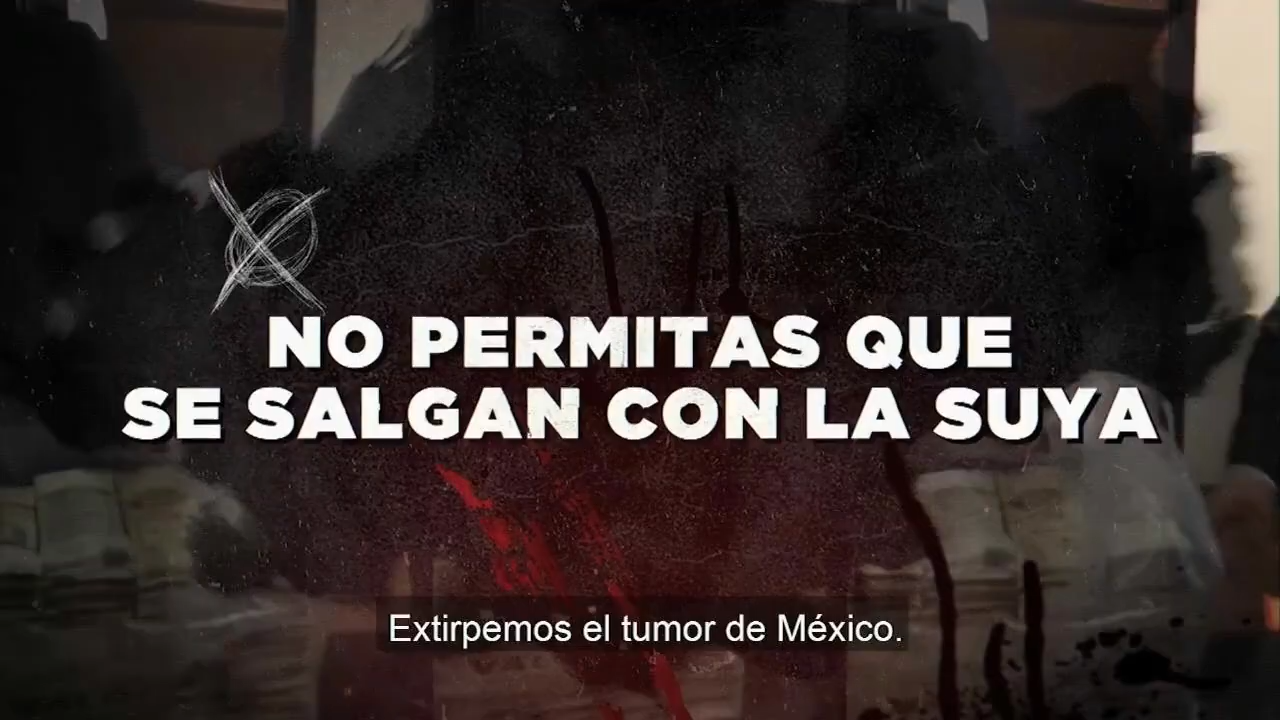 NO PERMITAS QUE
SE SALGAN CON LA SUYA
Extirpemos el tumor de México.